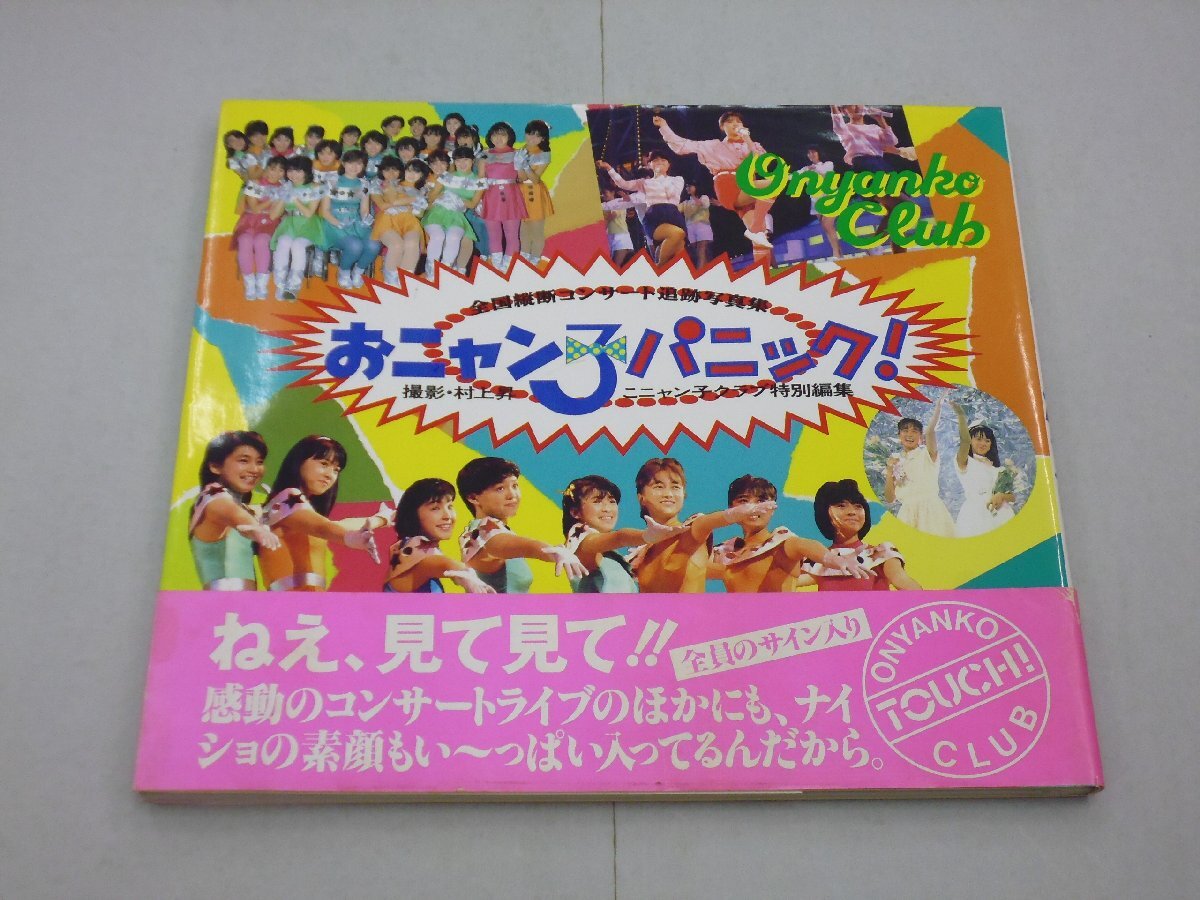 Onyanko
Club
全国縦断コンサート追跡写真集
おニャン子パニック!
撮影・村上昇
ニニャン子クラブ特別編集
ねえ、見て見て!!
全員のサイン入り
感動のコンサートライブのほかにも、ナイ
ショの素顔もい〜っぱい入ってるんだから。
ONYANKO
TOUCH!
CLUB